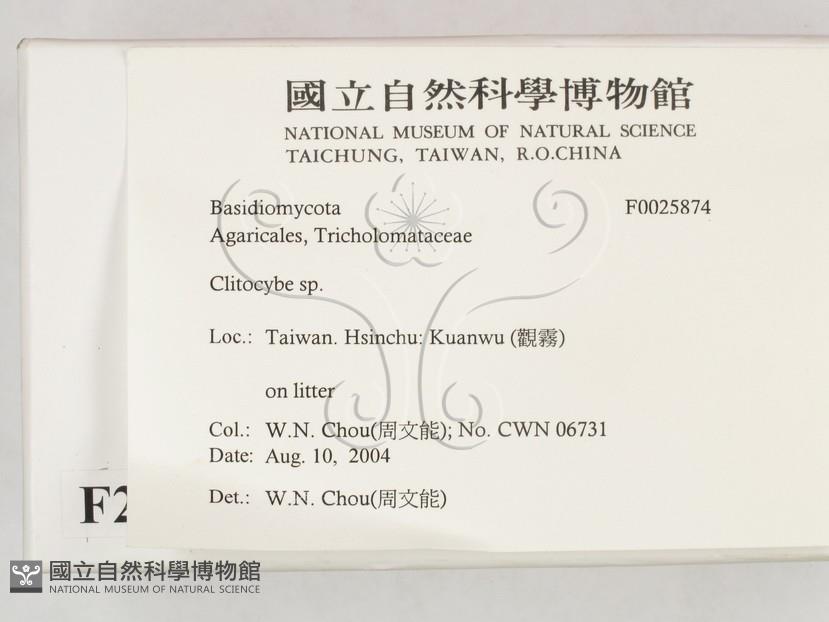 國立自然科學博物館
NATIONAL MUSEUM OF NATURAL SCIENCE
TAICHUNG, TAIWAN, R.O.CHINA
Basidiomycota F0025874
Agaricales, Tricholomataceae
Clitocybe sp.
Loc.: Taiwan. Hsinchu: Kuanwu (觀霧)
on litter
Col.: W.N. Chou(周文能); No. CWN 06731
Date: Aug. 10, 2004
Det.: W.N. Chou(周文能)
F2
國立自然科學博物館
NATIONAL MUSEUM OF NATURAL SCIENCE